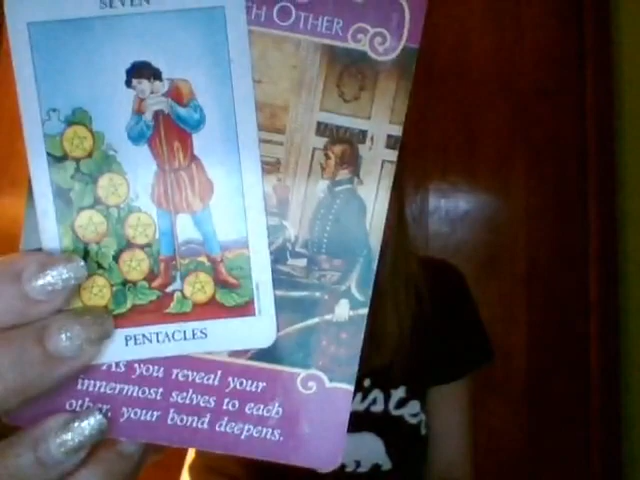 SEVEN
TH OTHER
PENTACLES
As you reveal your
innermost selves to each
other, your bond deepens.
ister